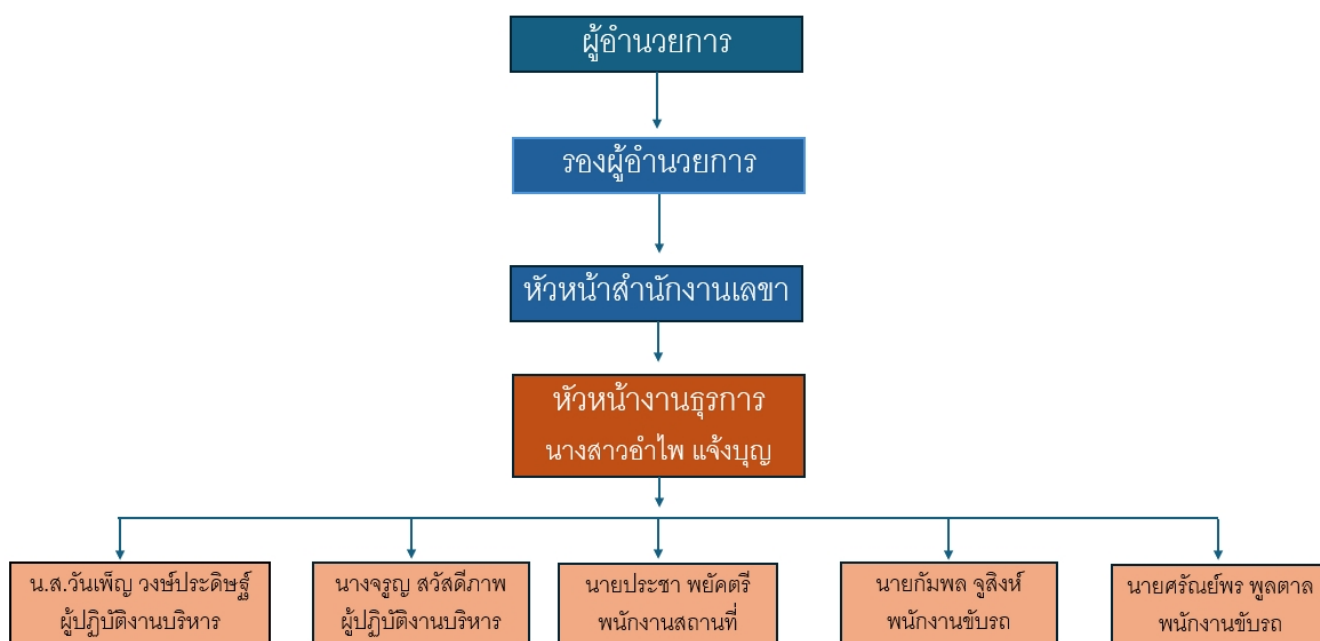 ผู้อำนวยการ
รองผู้อำนวยการ
หัวหน้าสำนักงานเลขา
หัวหน้างานธุรการ
นางสาวอำไพ แจ้งบุญ
น.ส.วันเพ็ญ วงษ์ประดิษฐ์
ผู้ปฏิบัติงานบริหาร
นางจรูญ สวัสดีภาพ
ผู้ปฏิบัติงานบริหาร
นายประชา พยัคตรี
พนักงานสถานที่
นายกัมพล จูสิงห์
พนักงานขับรถ
นายศรัณย์พร พูลตาล
พนักงานขับรถ